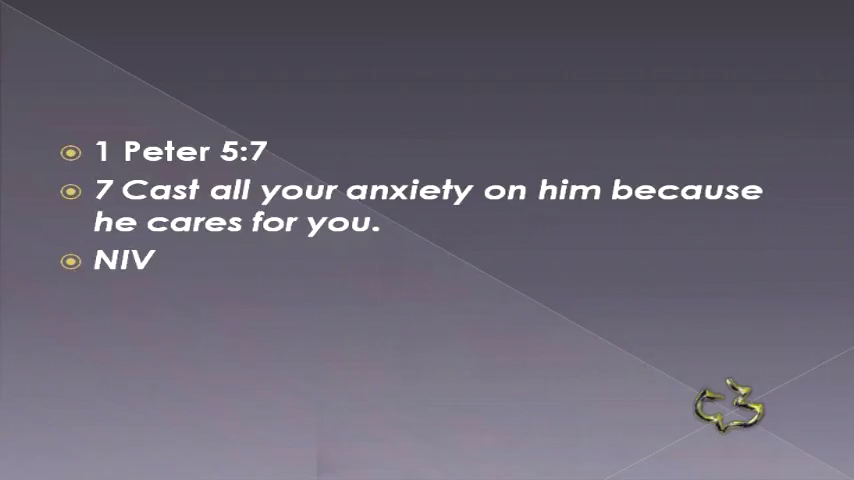 1 Peter 5:7
7 Cast all your anxiety on him because
he cares for you.
NIV